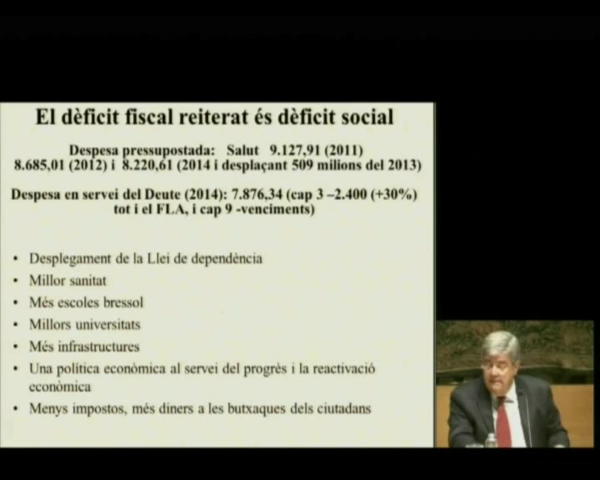 El dèficit fiscal reiterat és dèficit social
Despesa pressupostada: Salut 9.127,91 (2011)
8.685,01 (2012) i 8.220,61 (2014 i desplaçant 509 milions del 2013)
Despesa en servei del Deute (2014): 7.876,34 (cap 3 –2.400 (+30%)
tot i el FLA, i cap 9 -venciments)
• Desplegament de la Llei de dependència
• Millor sanitat
• Més escoles bressol
• Millors universitats
• Més infrastructures
• Una política econòmica al servei del progrès i la reactivació
econòmica
• Menys impostos, més diners a les butxaques dels ciutadans